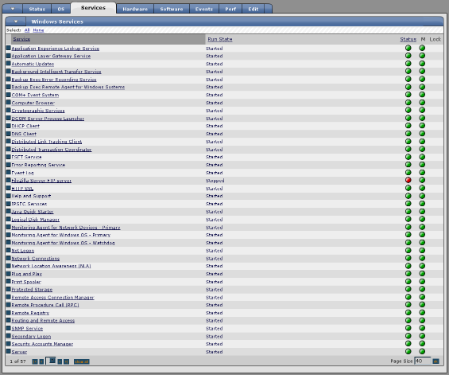 Status OS Services Hardware Software Events Perf Edit
Windows Services
Select: All None
Service Run State Status M Lock
Application Experience Lookup Service Started
Application Layer Gateway Service Started
Automatic Updates Started
Background Intelligent Transfer Service Started
Backup Exec Error Recording Service Started
Backup Exec Remote Agent for Windows Systems Started
COM+ Event System Started
Computer Browser Started
Cryptographic Services Started
DCOM Server Process Launcher Started
DHCP Client Started
DNS Client Started
Distributed Link Tracking Client Started
Distributed Transaction Coordinator Started
ESET Service Started
Error Reporting Service Started
Event Log Started
FileZilla Server FTP server Stopped
HTTP SSL Started
Help and Support Started
IPSEC Services Started
Java Quick Starter Started
Logical Disk Manager Started
Monitoring Agent for Network Devices - Primary Started
Monitoring Agent for Windows OS - Primary Started
Monitoring Agent for Windows OS - Watchdog Started
Net Logon Started
Network Connections Started
Network Location Awareness (NLA) Started
Plug and Play Started
Print Spooler Started
Protected Storage Started
Remote Access Connection Manager Started
Remote Procedure Call (RPC) Started
Remote Registry Started
Routing and Remote Access Started
SNMP Service Started
Secondary Logon Started
Security Accounts Manager Started
Server Started
1 of 57 Page Size 40